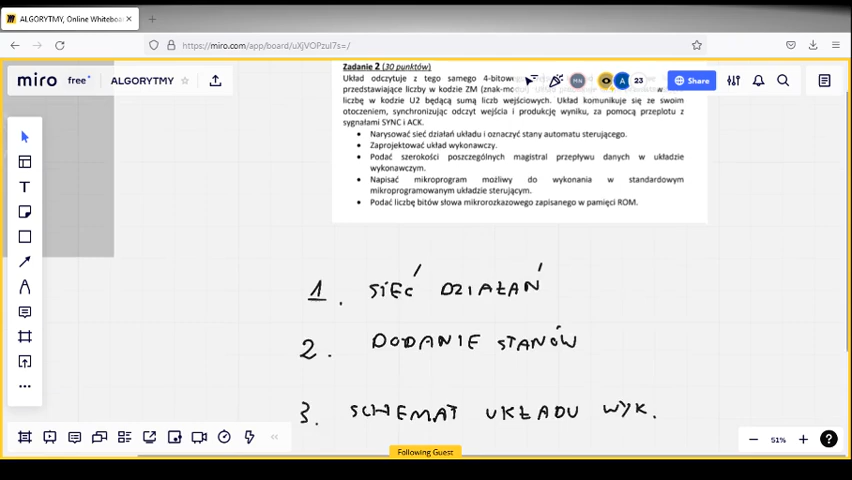 ALGORYTMY, Online Whiteboa
https://miro.com/app/board/uXjVOPzuI7s=/
miro free ALGORYTMY
MN A 23 Share
Zadanie 2 (30 punktów)
Układ odczytuje z tego samego 4-bitoweg
przedstawiające liczby w kodzie ZM (znak-mo
liczbę w kodzie U2 będącą sumą liczb wejściowych. Układ komunikuje się ze swoim
otoczeniem, synchronizując odczyt wejścia i produkcję wyniku, za pomocą przeplotu z
sygnałami SYNC i ACK.
• Narysować sieć działań układu i oznaczyć stany automatu sterującego.
• Zaprojektować układ wykonawczy.
• Podać szerokości poszczególnych magistral przepływu danych w układzie
wykonawczym.
• Napisać mikroprogram możliwy do wykonania w standardowym
mikroprogramowanym układzie sterującym.
• Podać liczbę bitów słowa mikrorozkazowego zapisanego w pamięci ROM.
1. SIEĆ DZIAŁAŃ
2. DODANIE STANÓW
3. SCHEMAT UKŁADU WYK.
Following Guest
51%